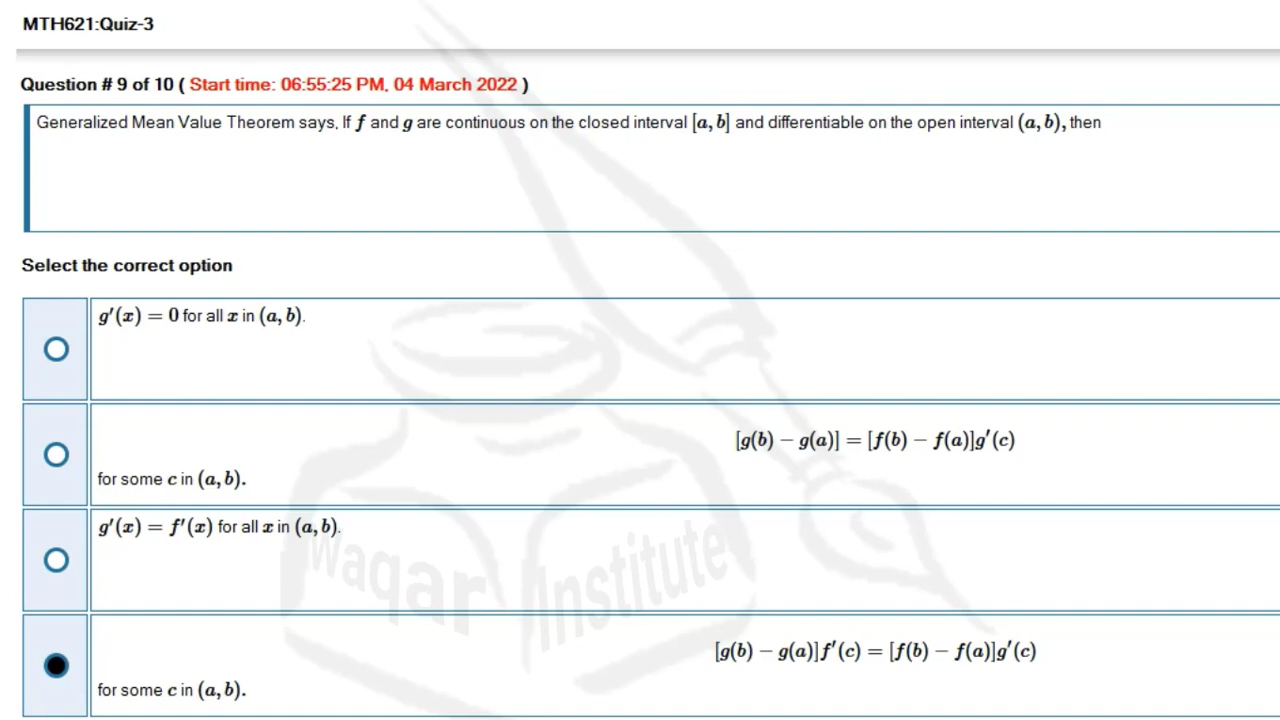 MTH621:Quiz-3
Question # 9 of 10 ( Start time: 06:55:25 PM, 04 March 2022 )
Generalized Mean Value Theorem says, If f and g are continuous on the closed interval [a, b] and differentiable on the open interval (a, b), then
Select the correct option
g′(x) = 0 for all x in (a, b).
[g(b) − g(a)] = [f(b) − f(a)]g′(c)
for some c in (a, b).
g′(x) = f′(x) for all x in (a, b).
[g(b) − g(a)]f′(c) = [f(b) − f(a)]g′(c)
for some c in (a, b).
Waqar Institute